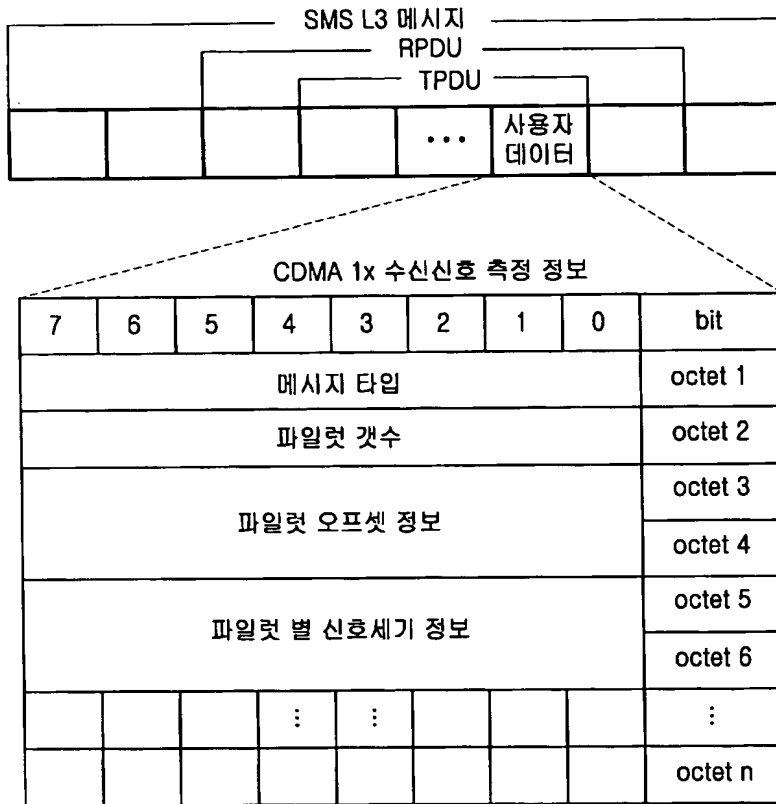 SMS L3 메시지
RPDU
TPDU
...
사용자
데이터
CDMA 1x 수신신호 측정 정보
7 6 5 4 3 2 1 0 bit
메시지 타입 octet 1
파일럿 갯수 octet 2
파일럿 오프셋 정보 octet 3
octet 4
파일럿 별 신호세기 정보 octet 5
octet 6
⋮ ⋮ ⋮
octet n